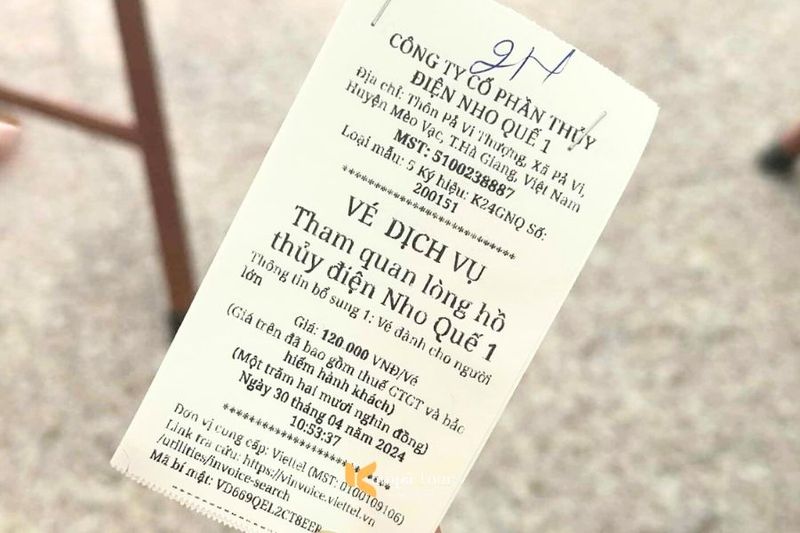 2N
CÔNG TY CỔ PHẦN THỦY
ĐIỆN NHO QUẾ 1
Địa chỉ: Thôn Pả Vi Thượng, Xã Pả Vi,
Huyện Mèo Vạc, T.Hà Giang, Việt Nam
MST: 5100238887
Loại mẫu: 5 Ký hiệu: K24GNQ Số:
200151
************************
VÉ DỊCH VỤ
Tham quan lòng hồ
thủy điện Nho Quế 1
Thông tin bổ sung 1: Vé dành cho người
lớn
Giá: 120.000 VNĐ/Vé
(Giá trên đã bao gồm thuế GTGT và bảo
hiểm hành khách)
(Một trăm hai mươi nghìn đồng)
Ngày 30 tháng 04 năm 2024
10:53:37
************************
Đơn vị cung cấp: Viettel (MST: 0100109106)
Link tra cứu: https://vinvoice.viettel.vn
/utilities/invoice-search
Mã bí mật: VD669QEL2CT8EEP